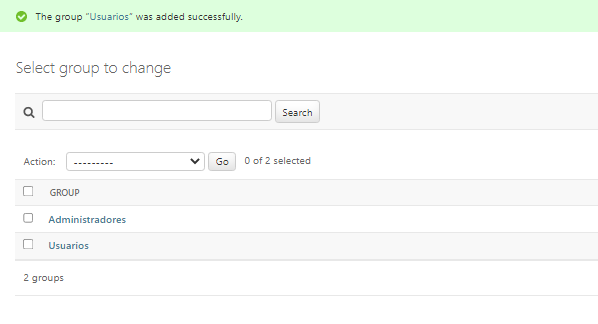 The group “Usuarios” was added successfully.
Select group to change
Search
Action: --------- Go 0 of 2 selected
GROUP
Administradores
Usuarios
2 groups